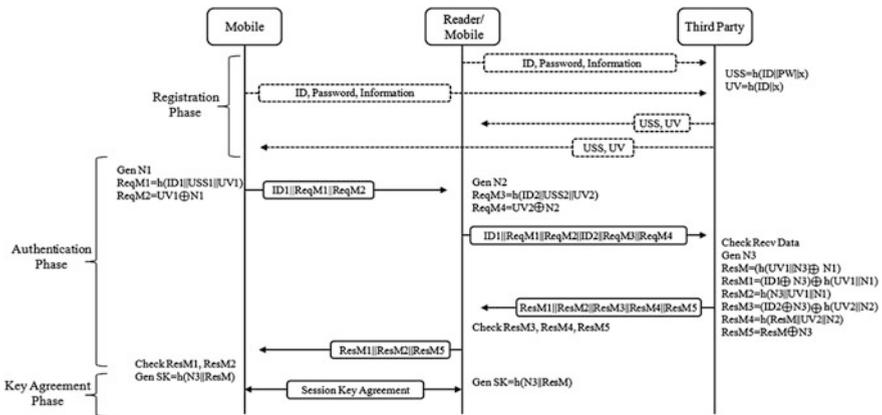 Mobile
Reader/
Mobile
Third Party
ID, Password, Information
USS=h(ID||PW||x)
UV=h(ID||x)
Registration
Phase
ID, Password, Information
USS, UV
USS, UV
Gen N1
ReqM1=h(ID1||USS1||UV1)
ReqM2=UV1⊕N1
ID1||ReqM1||ReqM2
Gen N2
ReqM3=h(ID2||USS2||UV2)
ReqM4=UV2⊕N2
ID1||ReqM1||ReqM2||ID2||ReqM3||ReqM4
Authentication
Phase
Check Recv Data
Gen N3
ResM=(h(UV1||N3)⊕ N1)
ResM1=(ID1⊕ N3)⊕ h(UV1||N1)
ResM2=h(N3||UV1||N1)
ResM3=(ID2⊕N3)⊕ h(UV2||N2)
ResM4=h(ResM||UV2||N2)
ResM5=ResM⊕N3
ResM1||ResM2||ResM3||ResM4||ResM5
Check ResM3, ResM4, ResM5
ResM1||ResM2||ResM5
Check ResM1, ResM2
Gen SK=h(N3||ResM)
Key Agreement
Phase
Session Key Agreement
Gen SK=h(N3||ResM)